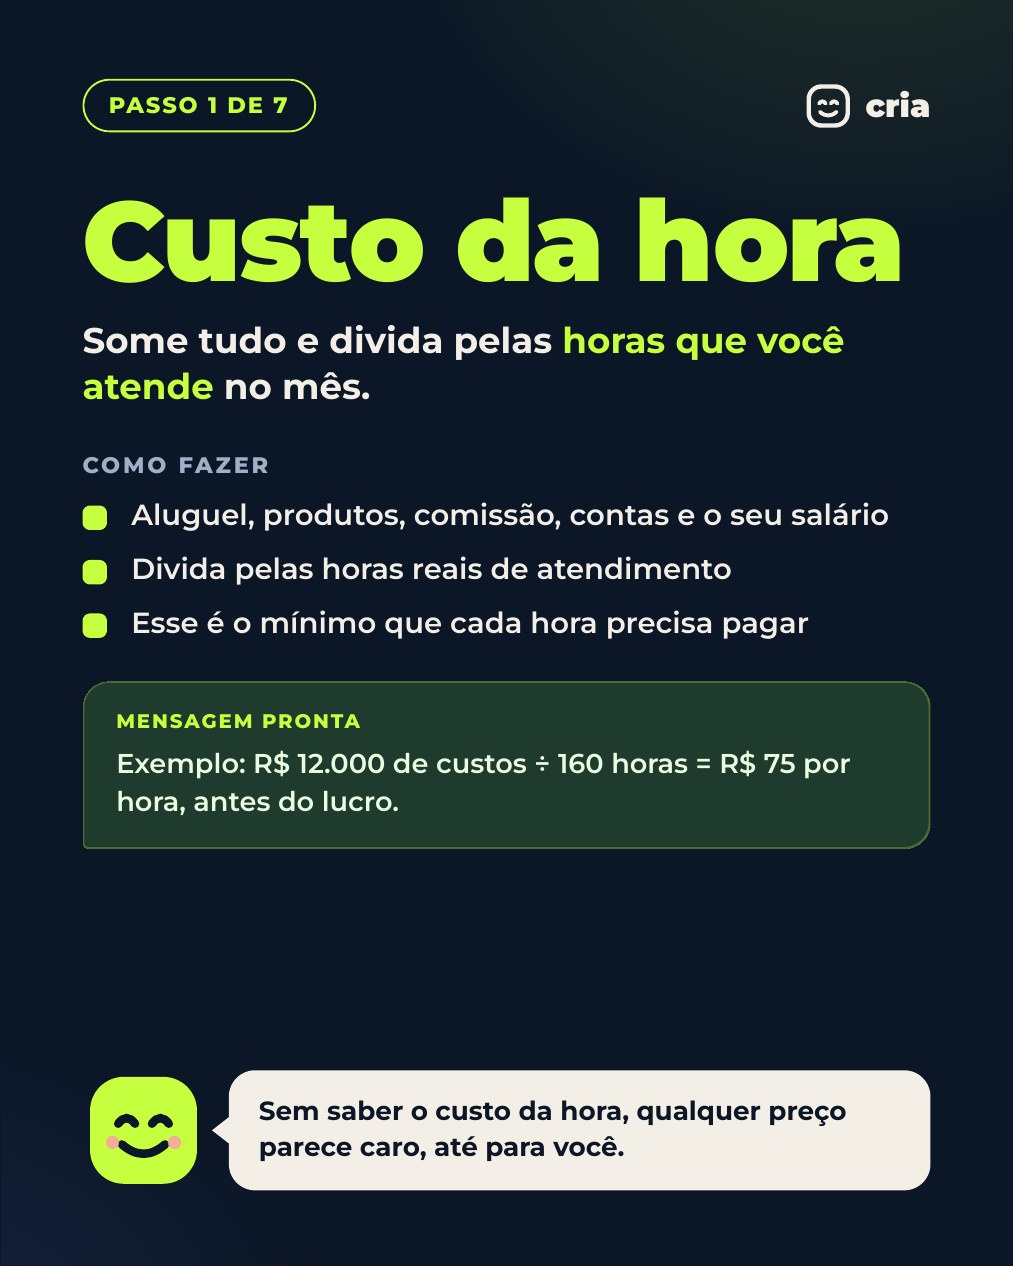 PASSO 1 DE 7
cria
Custo da hora
Some tudo e divida pelas horas que você
atende no mês.
COMO FAZER
Aluguel, produtos, comissão, contas e o seu salário
Divida pelas horas reais de atendimento
Esse é o mínimo que cada hora precisa pagar
MENSAGEM PRONTA
Exemplo: R$ 12.000 de custos ÷ 160 horas = R$ 75 por
hora, antes do lucro.
Sem saber o custo da hora, qualquer preço
parece caro, até para você.